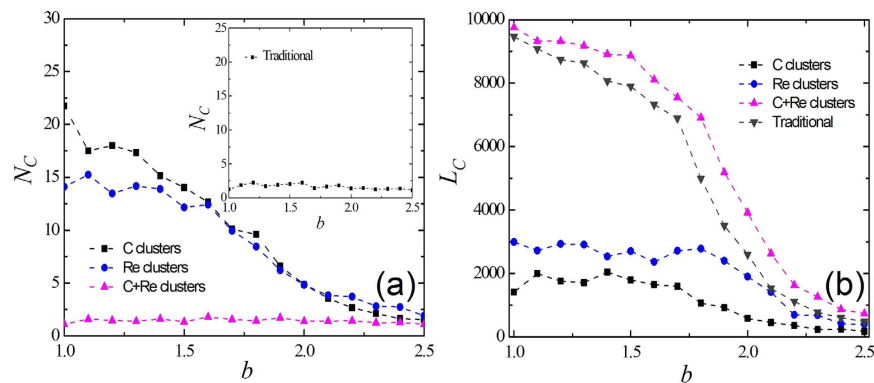 30
25
20
15
10
5
0
N_C
1.0
1.5
2.0
2.5
b
C clusters
Re clusters
C+Re clusters
(a)
25
20
15
10
5
0
N_C
Traditional
1.0
1.5
2.0
2.5
b
10000
8000
6000
4000
2000
0
L_C
C clusters
Re clusters
C+Re clusters
Traditional
(b)
1.0
1.5
2.0
2.5
b